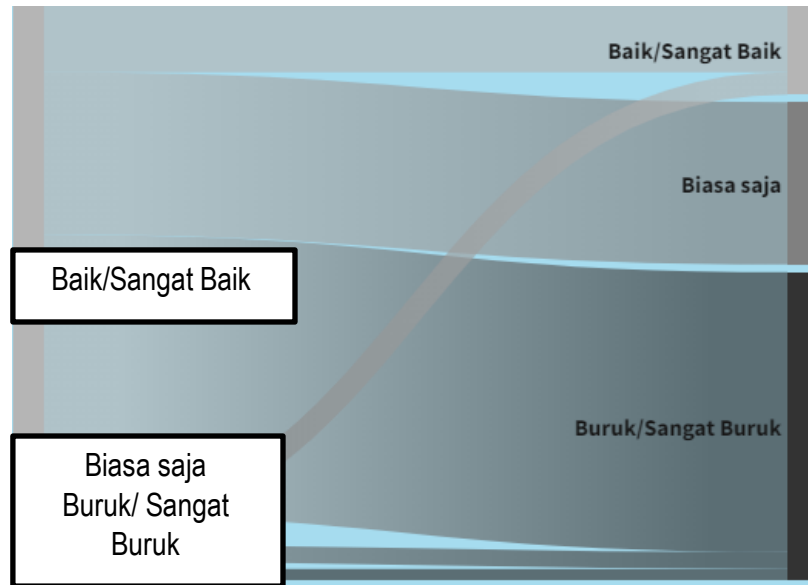 Baik/Sangat Baik
Biasa saja
Baik/Sangat Baik
Buruk/Sangat Buruk
Biasa saja
Buruk/ Sangat
Buruk